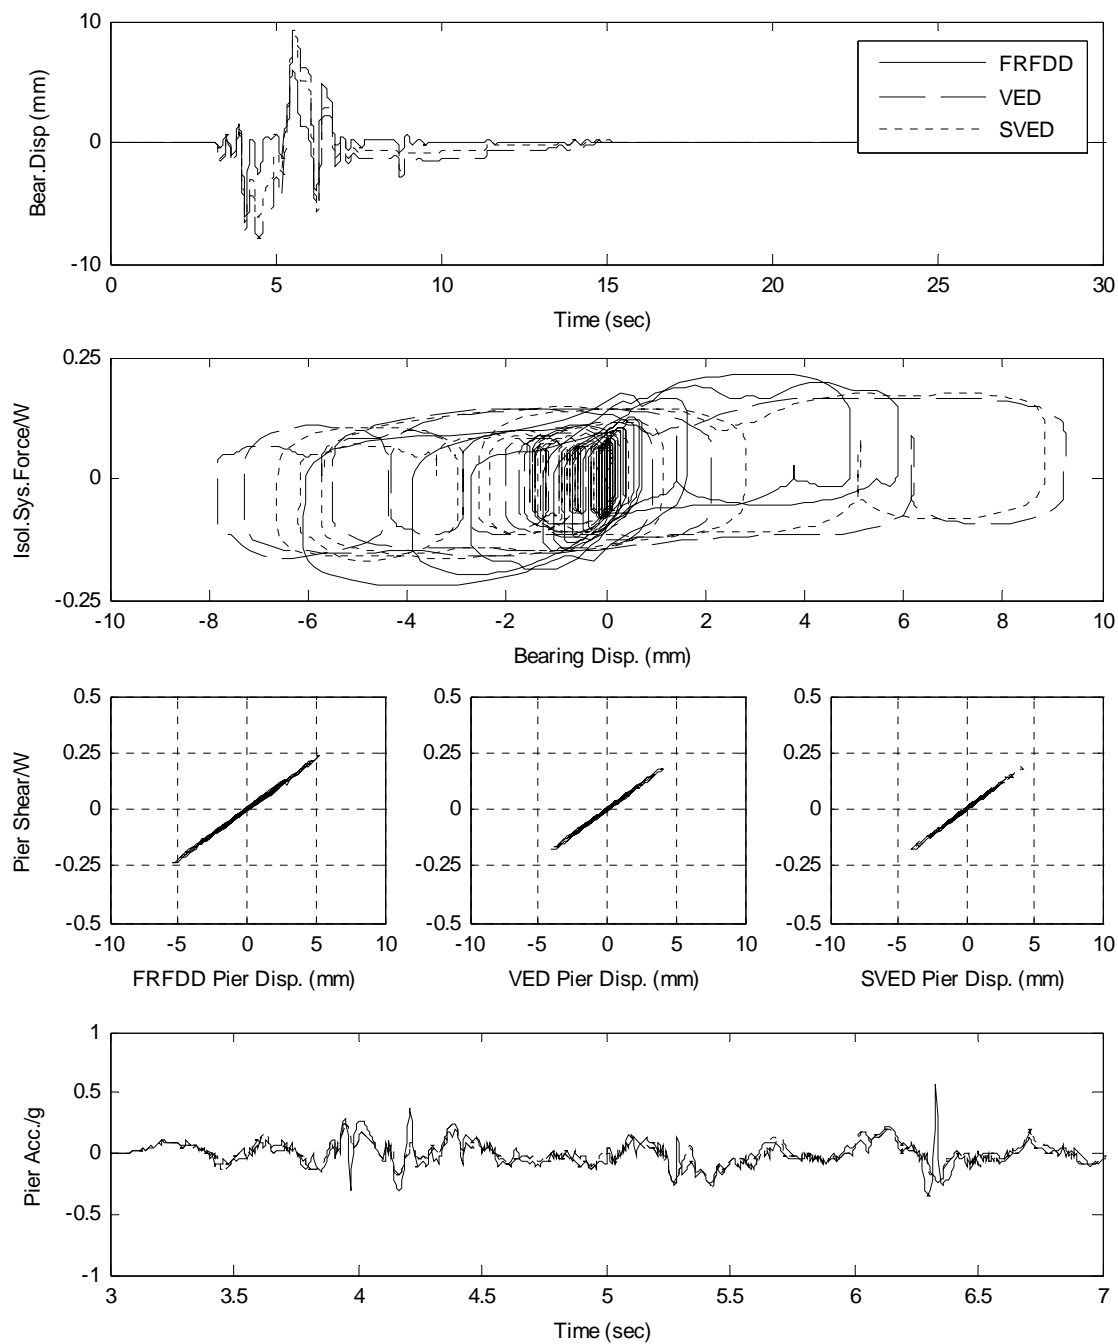 10
0
-10
Bear.Disp (mm)
FRFDD
VED
SVED
0 5 10 15 20 25 30
Time (sec)
0.25
0
-0.25
Isol.Sys.Force/W
-10 -8 -6 -4 -2 0 2 4 6 8 10
Bearing Disp. (mm)
0.5
0.25
0
-0.25
-0.5
Pier Shear/W
-10 -5 0 5 10
FRFDD Pier Disp. (mm)
0.5
0.25
0
-0.25
-0.5
-10 -5 0 5 10
VED Pier Disp. (mm)
0.5
0.25
0
-0.25
-0.5
-10 -5 0 5 10
SVED Pier Disp. (mm)
1
0.5
0
-0.5
-1
Pier Acc./g
3 3.5 4 4.5 5 5.5 6 6.5 7
Time (sec)